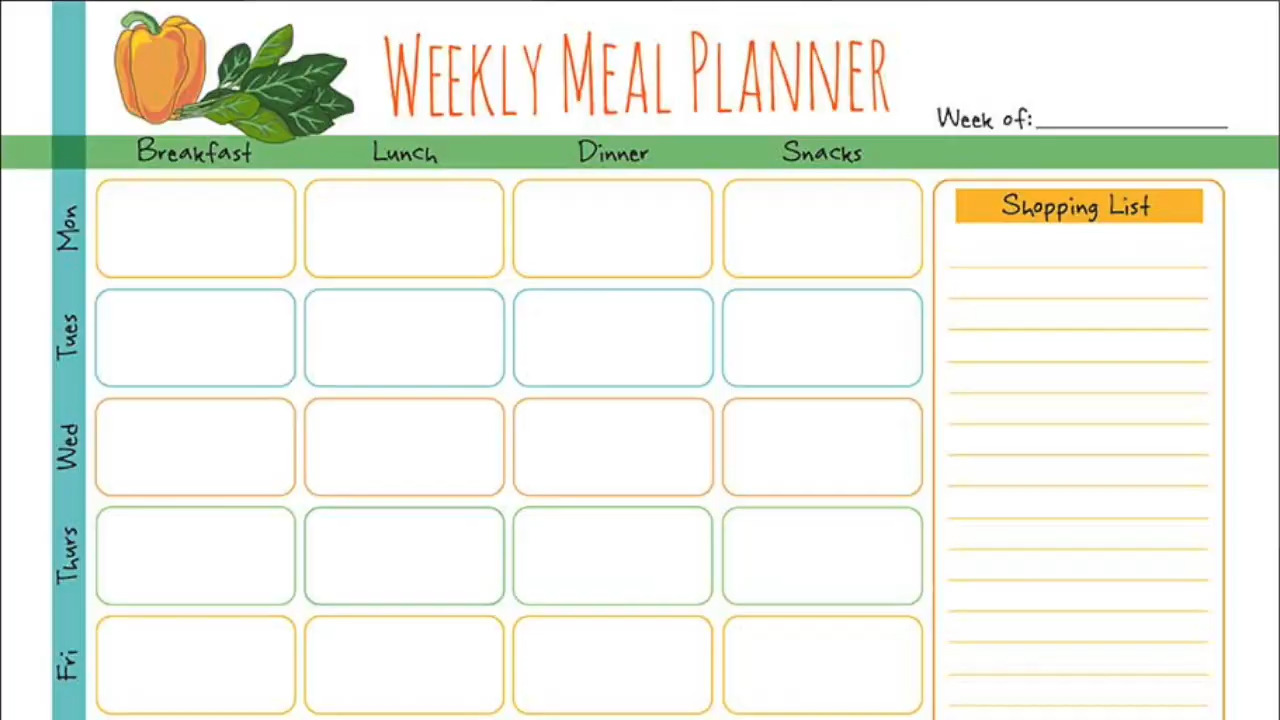 WEEKLY MEAL PLANNER
Week of:
Breakfast Lunch Dinner Snacks
Shopping List
Mon
Tues
Wed
Thurs
Fri